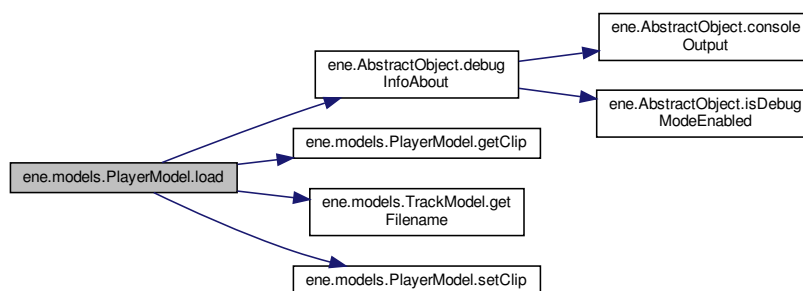 ene.models.PlayerModel.load
ene.AbstractObject.debug
InfoAbout
ene.models.PlayerModel.getClip
ene.models.TrackModel.get
Filename
ene.models.PlayerModel.setClip
ene.AbstractObject.console
Output
ene.AbstractObject.isDebug
ModeEnabled